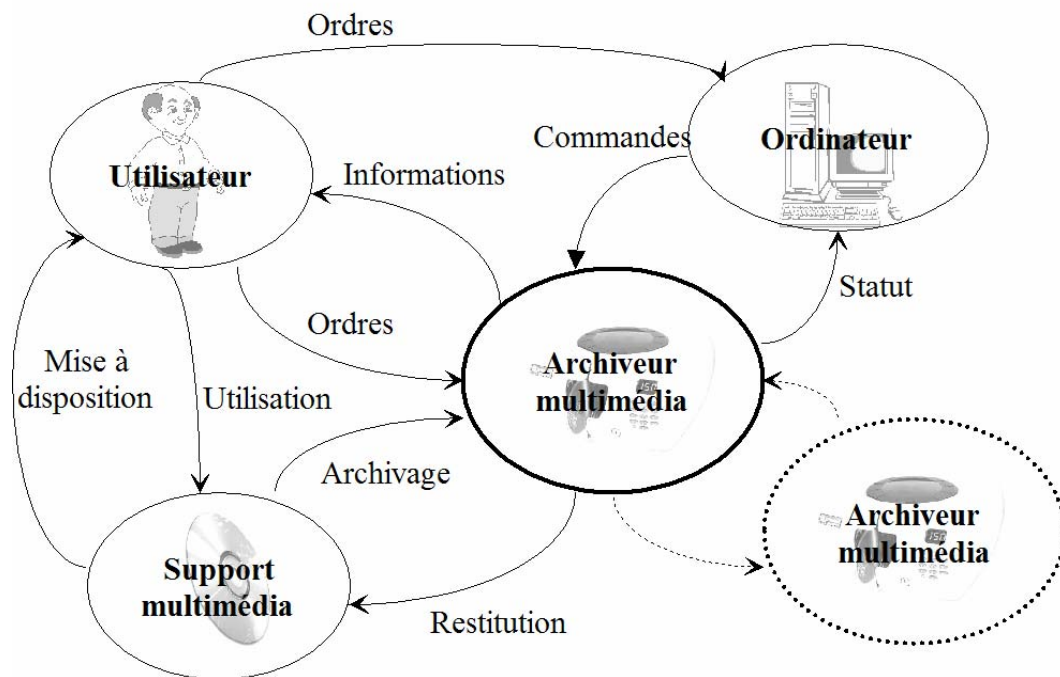 Ordres
Commandes
Ordinateur
Utilisateur
Informations
Statut
Ordres
Archiveur
multimédia
Mise à
disposition
Utilisation
Archivage
Archiveur
multimédia
Support
multimédia
Restitution